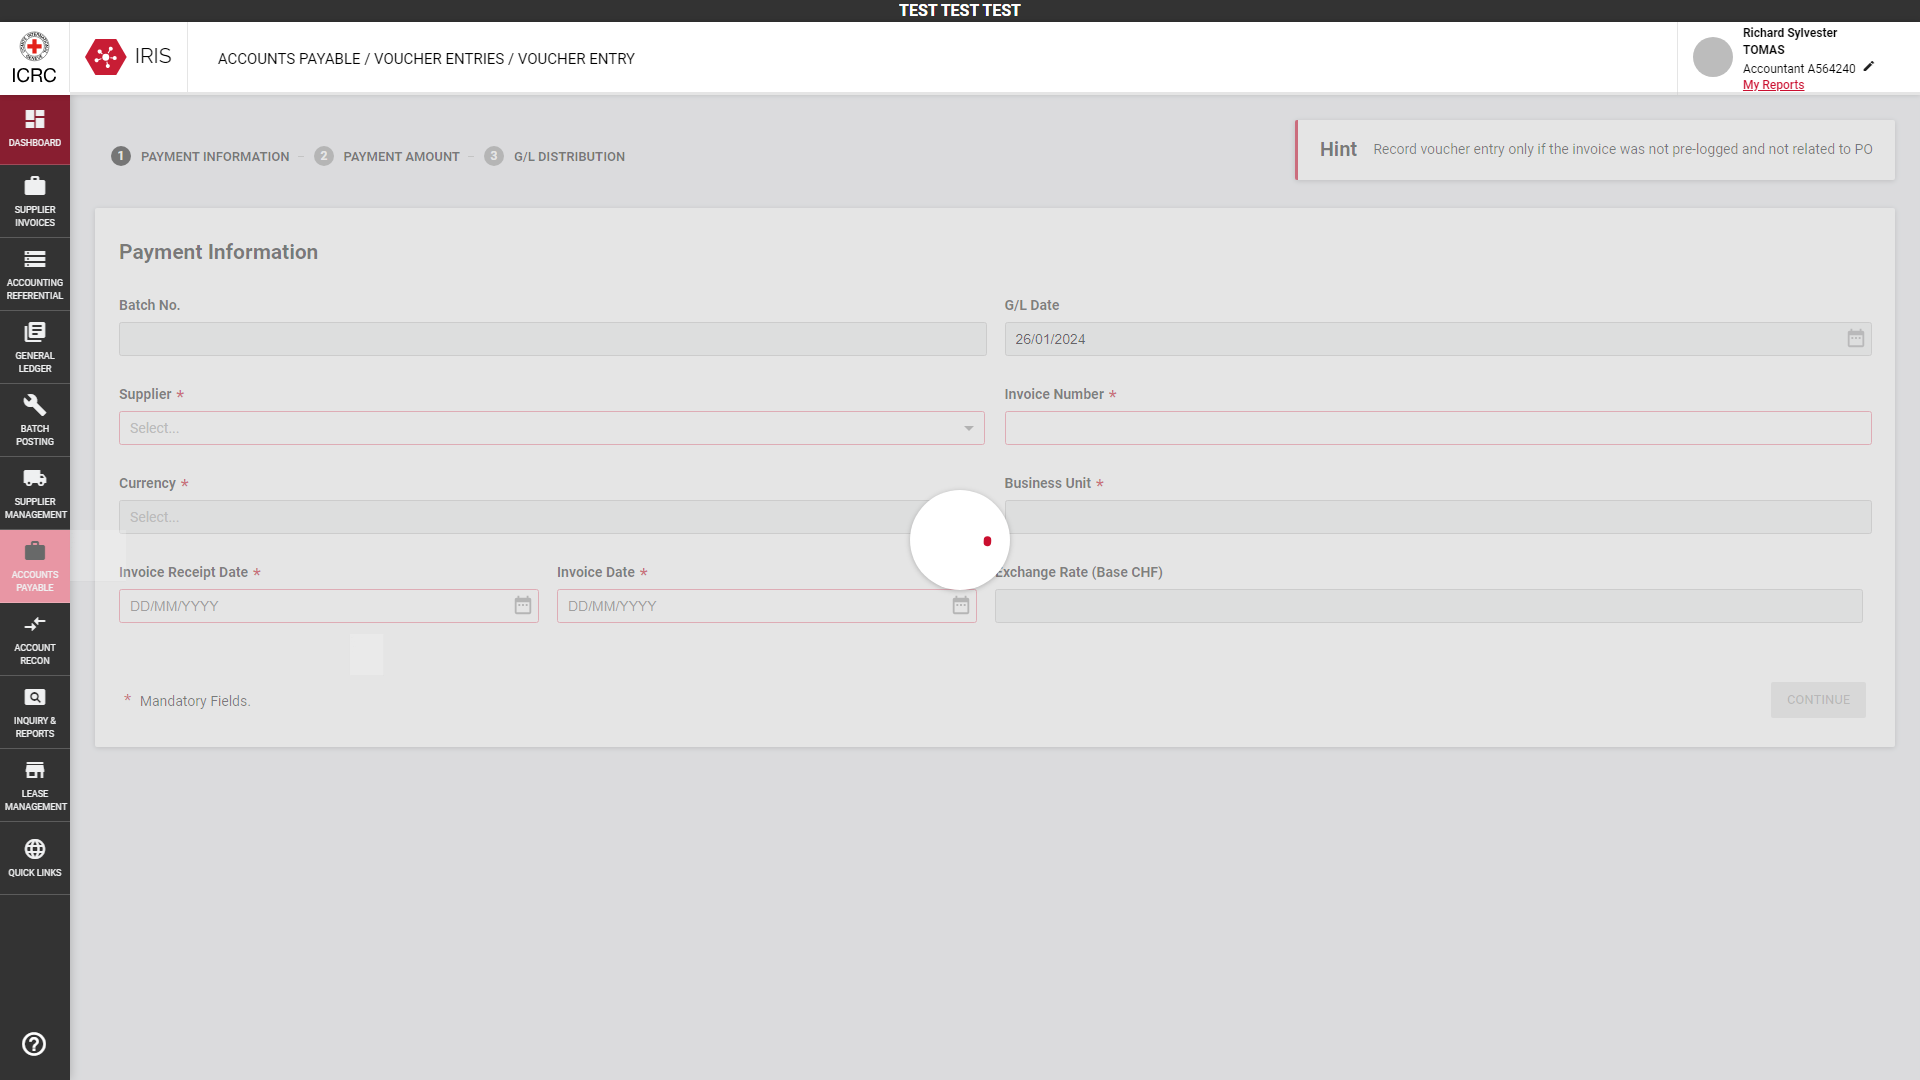 TEST TEST TEST
ICRC
IRIS
ACCOUNTS PAYABLE / VOUCHER ENTRIES / VOUCHER ENTRY
Richard Sylvester
TOMAS
Accountant A564240
My Reports
DASHBOARD
SUPPLIER
INVOICES
ACCOUNTING
REFERENTIAL
GENERAL
LEDGER
BATCH
POSTING
SUPPLIER
MANAGEMENT
ACCOUNTS
PAYABLE
ACCOUNT
RECON
INQUIRY &
REPORTS
LEASE
MANAGEMENT
QUICK LINKS
1 PAYMENT INFORMATION – 2 PAYMENT AMOUNT – 3 G/L DISTRIBUTION
Hint Record voucher entry only if the invoice was not pre-logged and not related to PO
Payment Information
Batch No. G/L Date
26/01/2024
Supplier * Invoice Number *
Select...
Currency * Business Unit *
Select...
Invoice Receipt Date * Invoice Date * Exchange Rate (Base CHF)
DD/MM/YYYY DD/MM/YYYY
* Mandatory Fields.
CONTINUE